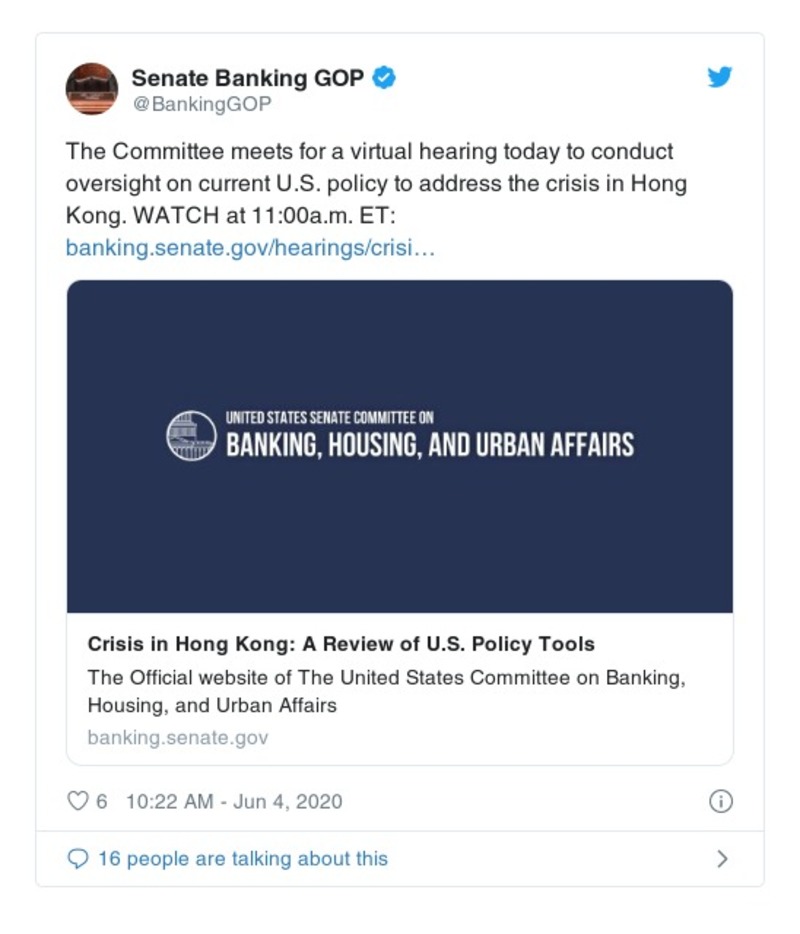 Senate Banking GOP
@BankingGOP
The Committee meets for a virtual hearing today to conduct
oversight on current U.S. policy to address the crisis in Hong
Kong. WATCH at 11:00a.m. ET:
banking.senate.gov/hearings/crisi…
UNITED STATES SENATE COMMITTEE ON
BANKING, HOUSING, AND URBAN AFFAIRS
Crisis in Hong Kong: A Review of U.S. Policy Tools
The Official website of The United States Committee on Banking,
Housing, and Urban Affairs
banking.senate.gov
6 10:22 AM - Jun 4, 2020
16 people are talking about this